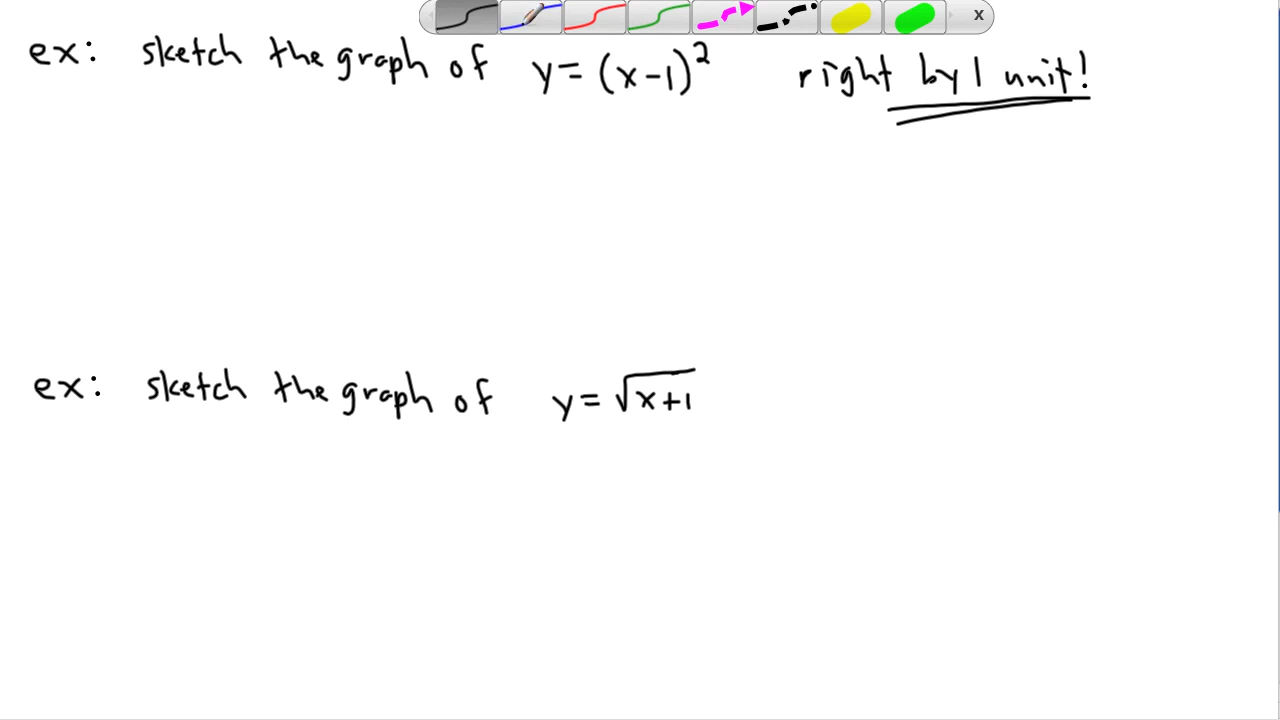 ex: sketch the graph of y = (x-1)² right by 1 unit!
ex: sketch the graph of y = √x+1